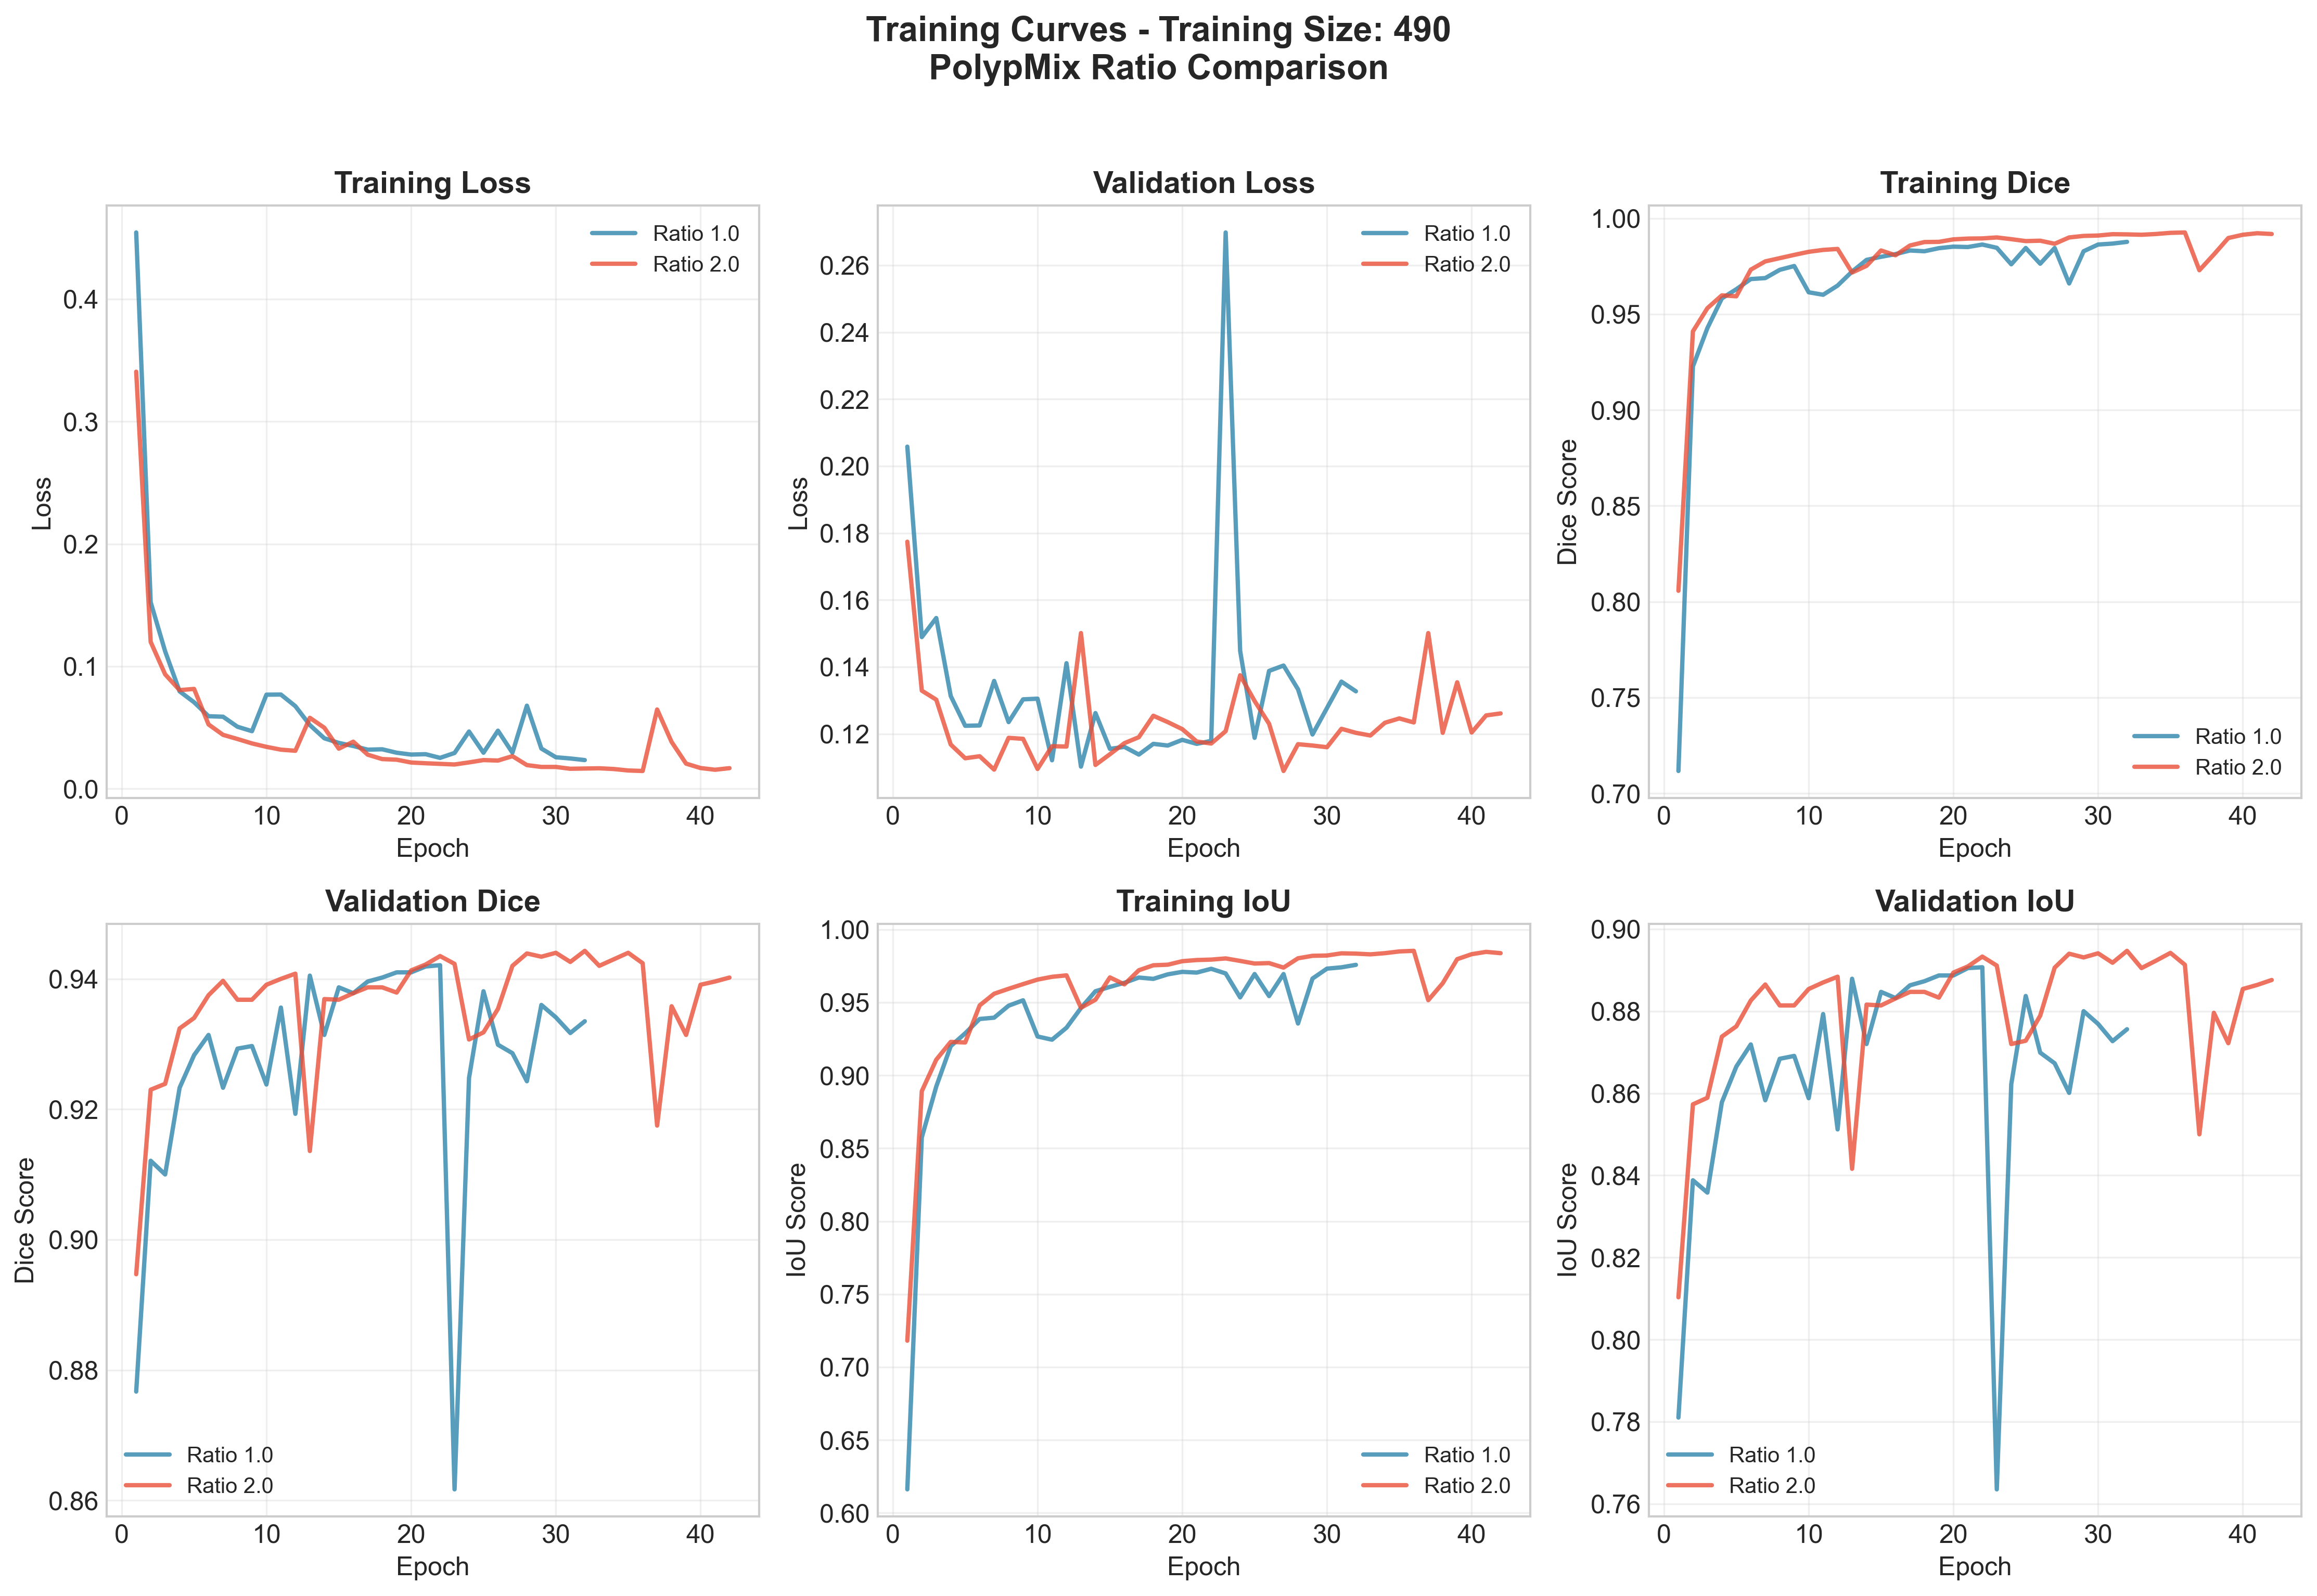 Training Curves - Training Size: 490
PolypMix Ratio Comparison
Training Loss
Loss
0.4
0.3
0.2
0.1
0.0
0 10 20 30 40
Epoch
Ratio 1.0
Ratio 2.0
Validation Loss
Loss
0.26
0.24
0.22
0.20
0.18
0.16
0.14
0.12
0 10 20 30 40
Epoch
Ratio 1.0
Ratio 2.0
Training Dice
Dice Score
1.00
0.95
0.90
0.85
0.80
0.75
0.70
0 10 20 30 40
Epoch
Ratio 1.0
Ratio 2.0
Validation Dice
Dice Score
0.94
0.92
0.90
0.88
0.86
0 10 20 30 40
Epoch
Ratio 1.0
Ratio 2.0
Training IoU
IoU Score
1.00
0.95
0.90
0.85
0.80
0.75
0.70
0.65
0.60
0 10 20 30 40
Epoch
Ratio 1.0
Ratio 2.0
Validation IoU
IoU Score
0.90
0.88
0.86
0.84
0.82
0.80
0.78
0.76
0 10 20 30 40
Epoch
Ratio 1.0
Ratio 2.0